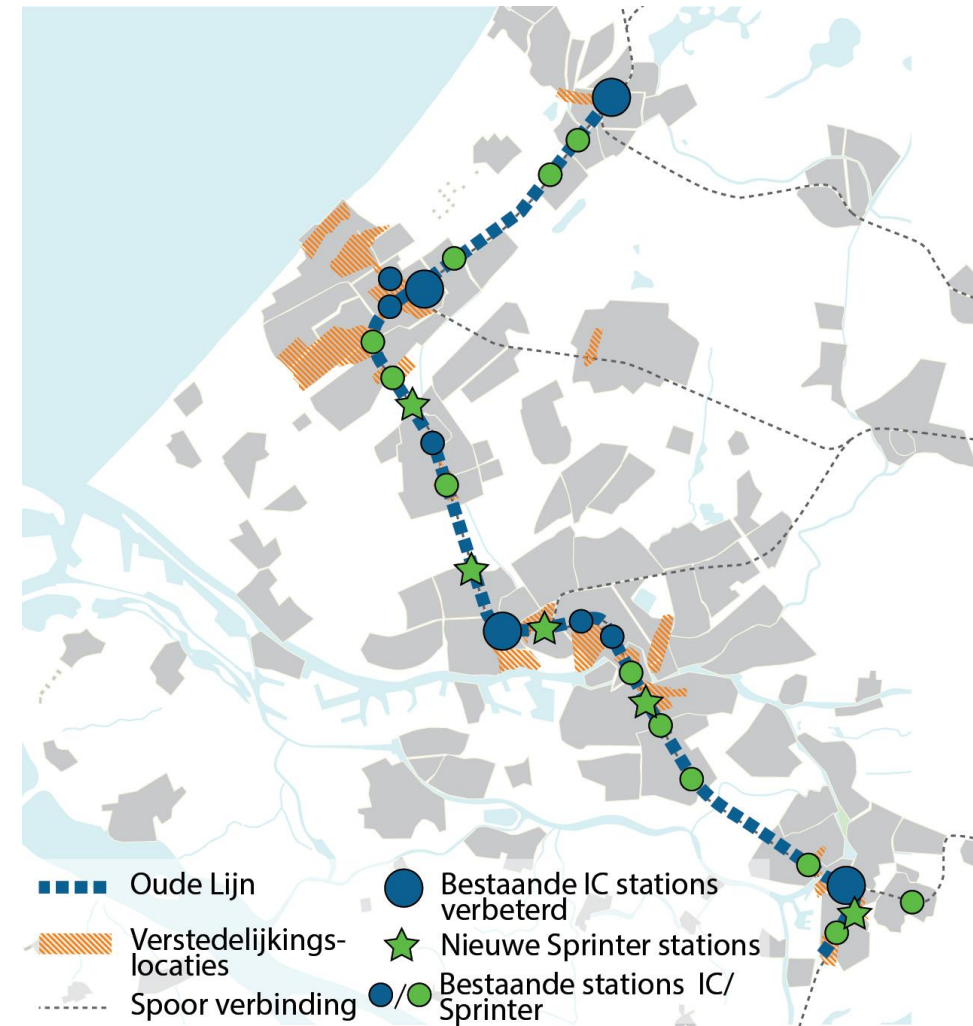 Oude Lijn
Verstedelijkings-
locaties
Spoor verbinding
Bestaande IC stations
verbeterd
Nieuwe Sprinter stations
/
Bestaande stations IC/
Sprinter